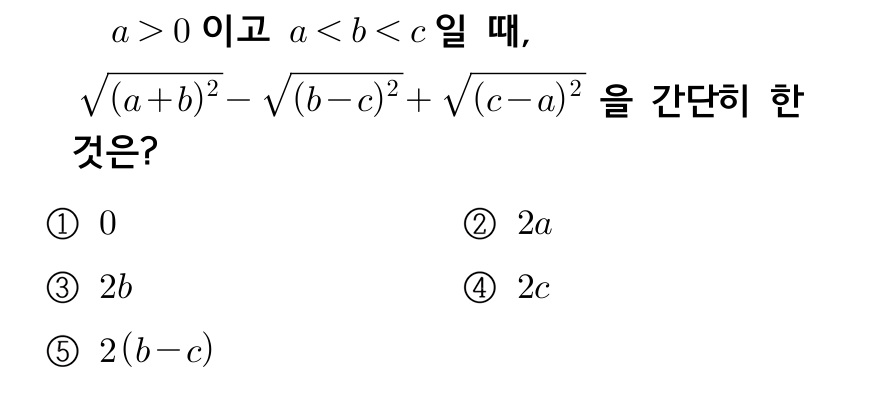 a > 0 이고 a < b < c 일 때,
√(a+b)² − √(b−c)² + √(c−a)² 을 간단히 한
것은?
① 0 ② 2a
③ 2b ④ 2c
⑤ 2(b−c)